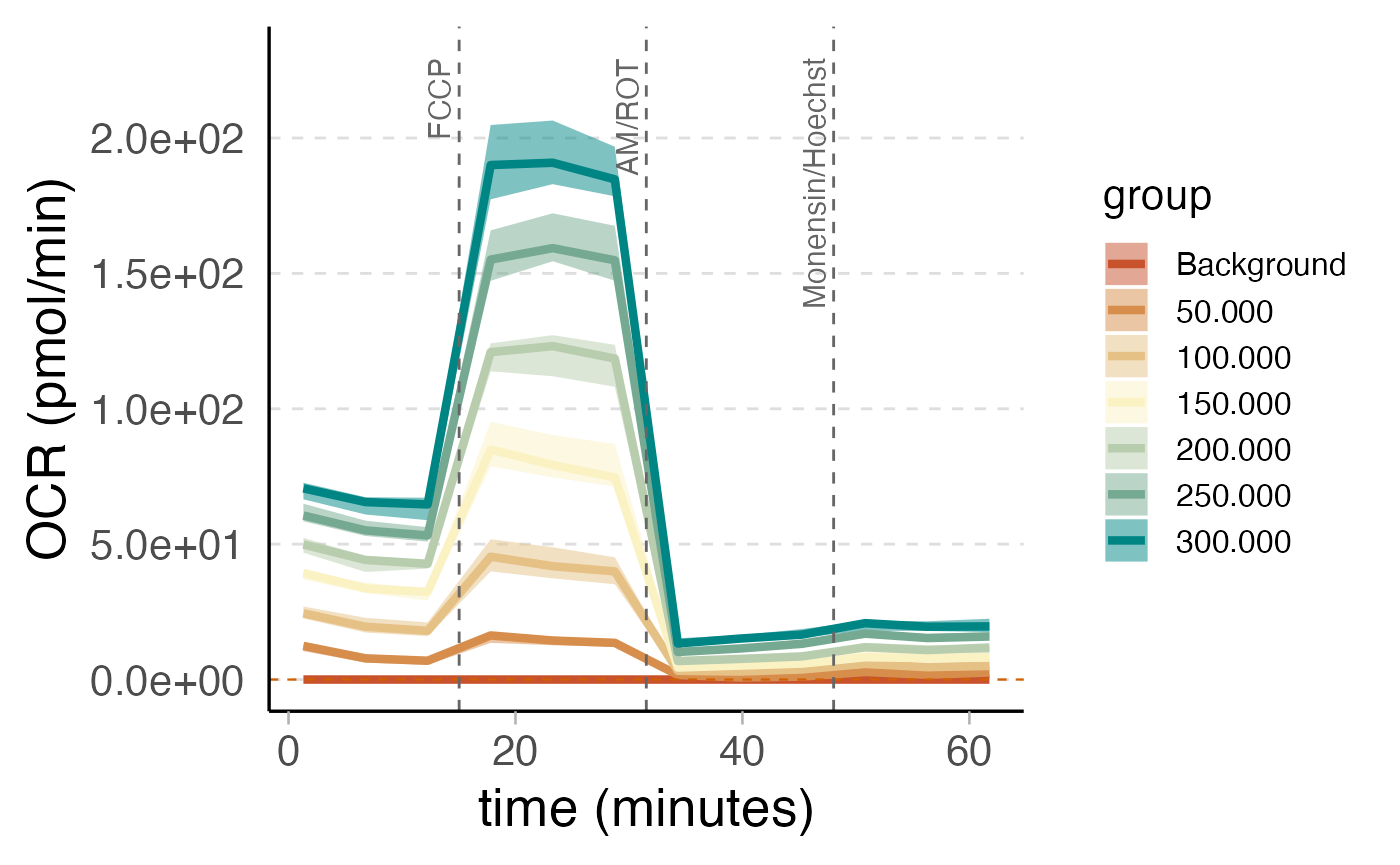 FCCP
AM/ROT
Monensin/Hoechst
2.0e+02
1.5e+02
1.0e+02
5.0e+01
0.0e+00
OCR (pmol/min)
0 20 40 60
time (minutes)
group
Background
50.000
100.000
150.000
200.000
250.000
300.000